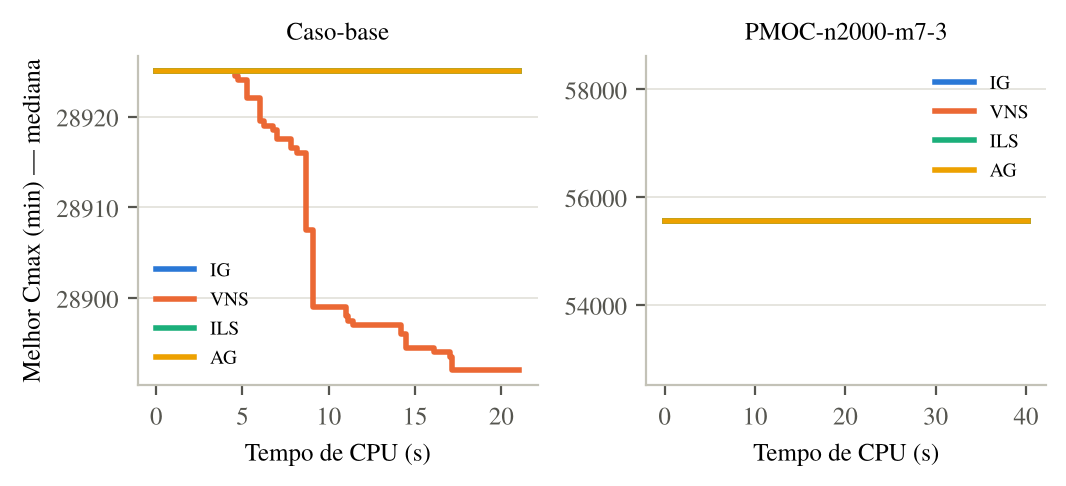 Caso-base
Melhor Cmax (min) — mediana
28920
28910
28900
IG
VNS
ILS
AG
0 5 10 15 20
Tempo de CPU (s)
PMOC-n2000-m7-3
58000
56000
54000
IG
VNS
ILS
AG
0 10 20 30 40
Tempo de CPU (s)